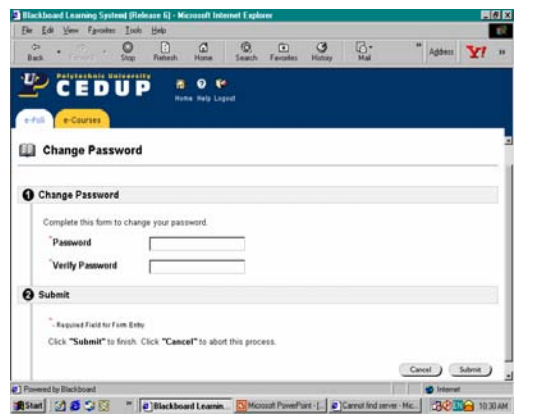 Blackboard Learning System (Release 6) - Microsoft Internet Explorer
File Edit View Favorites Tools Help
Back Forward Stop Refresh Home Search Favorites History Mail Address Y! »
Polytechnic University
CEDUP
Home Help Logout
e-Poli e-Courses
Change Password
1 Change Password
Complete this form to change your password.
*Password
*Verify Password
2 Submit
* - Required Field for Form Entry
Click "Submit" to finish. Click "Cancel" to abort this process.
Cancel Submit
Powered by Blackboard Internet
Start » Blackboard Learnin... Microsoft PowerPoint - [... Cannot find server - Mic... 10:30 AM